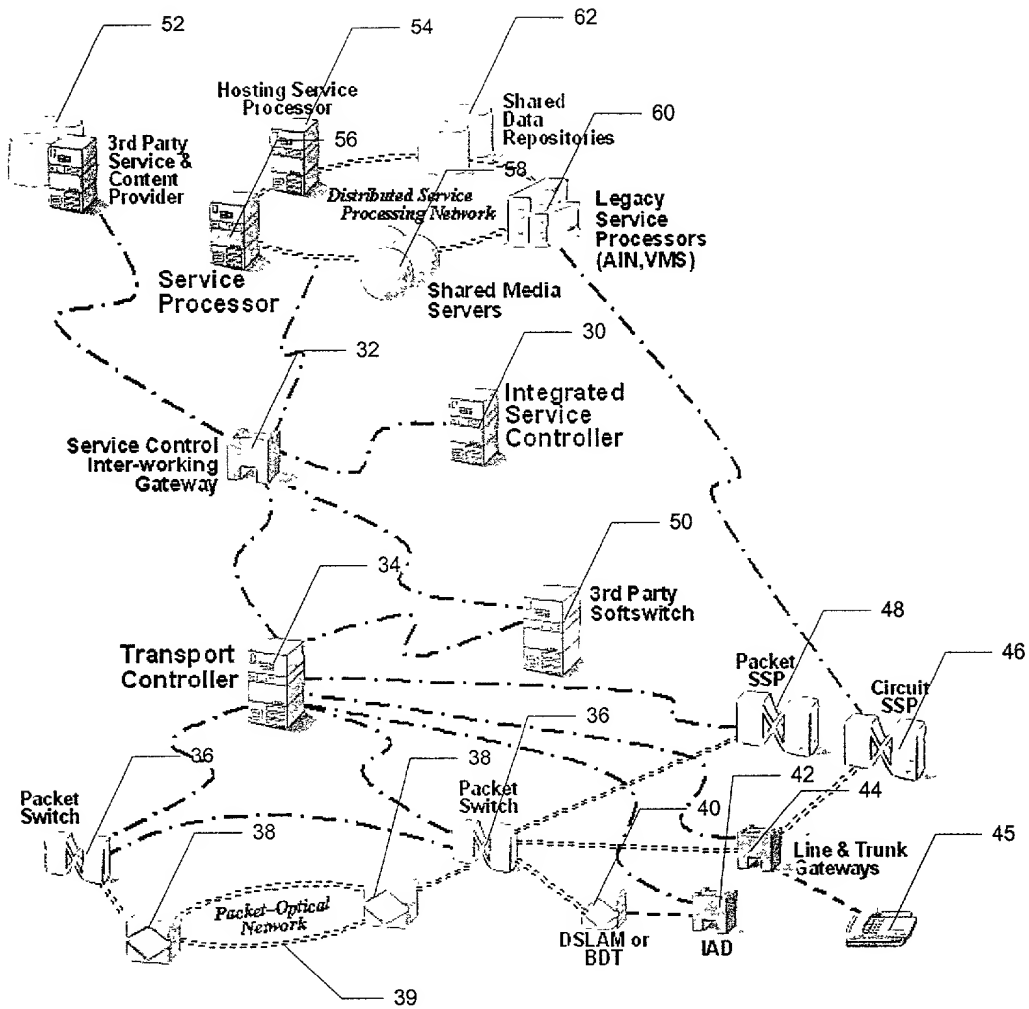 52
54
62
Hosting Service
Processor
Shared
Data
Repositories
60
56
3rd Party
Service &
Content
Provider
58
Distributed Service
Processing Network
Legacy
Service
Processors
(AIN,VMS)
Service
Processor
Shared Media
Servers
32
30
Integrated
Service
Controller
Service Control
Inter-working
Gateway
50
34
3rd Party
Softswitch
48
Transport
Controller
Packet
SSP
46
Circuit
SSP
36
36
38
42
Packet
Switch
Packet
Switch
40
44
38
45
Line & Trunk
Gateways
Packet-Optical
Network
DSLAM or
BDT
IAD
39